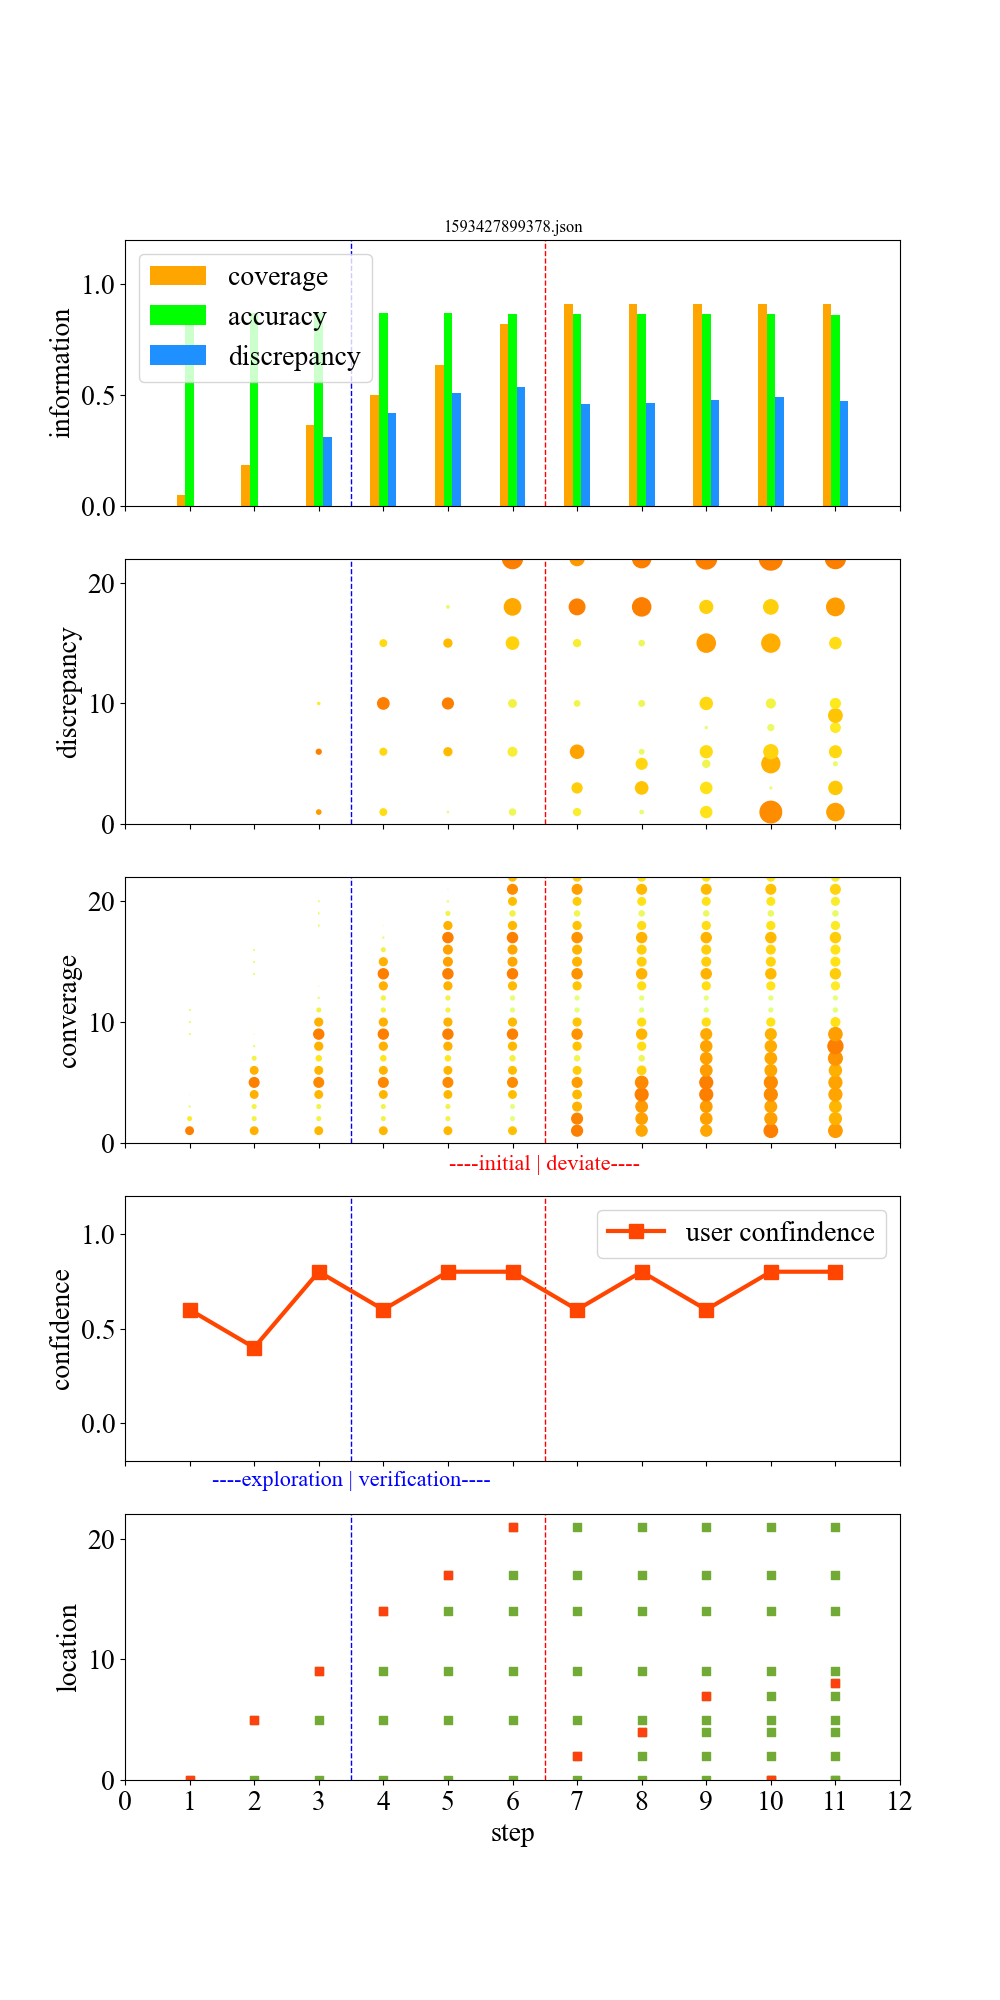 1593427899378.json
coverage
accuracy
discrepancy
information
1.0
0.5
0.0
discrepancy
20
10
0
converage
20
10
0
----initial | deviate----
user confindence
confidence
1.0
0.5
0.0
----exploration | verification----
location
20
10
0
0 1 2 3 4 5 6 7 8 9 10 11 12
step